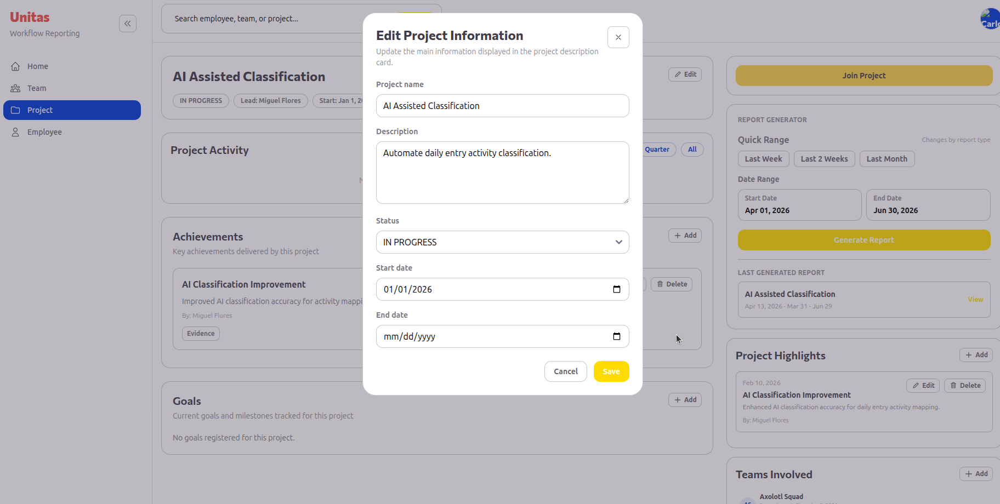 Unitas
Workflow Reporting
Home
Team
Project
Employee
Search employee, team, or project...
Carl
AI Assisted Classification
IN PROGRESS
Lead: Miguel Flores
Start: Jan 1, 20
Edit
Project Activity
Quarter
All
Achievements
Key achievements delivered by this project
Add
AI Classification Improvement
Improved AI classification accuracy for activity mappi
By: Miguel Flores
Evidence
Delete
Goals
Current goals and milestones tracked for this project
Add
No goals registered for this project.
Edit Project Information
Update the main information displayed in the project description
card.
Project name
AI Assisted Classification
Description
Automate daily entry activity classification.
Status
IN PROGRESS
Start date
01/01/2026
End date
mm/dd/yyyy
Cancel
Save
Join Project
REPORT GENERATOR
Quick Range
Changes by report type
Last Week
Last 2 Weeks
Last Month
Date Range
Start Date
Apr 01, 2026
End Date
Jun 30, 2026
Generate Report
LAST GENERATED REPORT
AI Assisted Classification
Apr 13, 2026 · Mar 31 - Jun 29
View
Project Highlights
Add
Feb 10, 2026
Edit
Delete
AI Classification Improvement
Enhanced AI classification accuracy for daily entry activity mapping.
By: Miguel Flores
Teams Involved
Add
Axolotl Squad